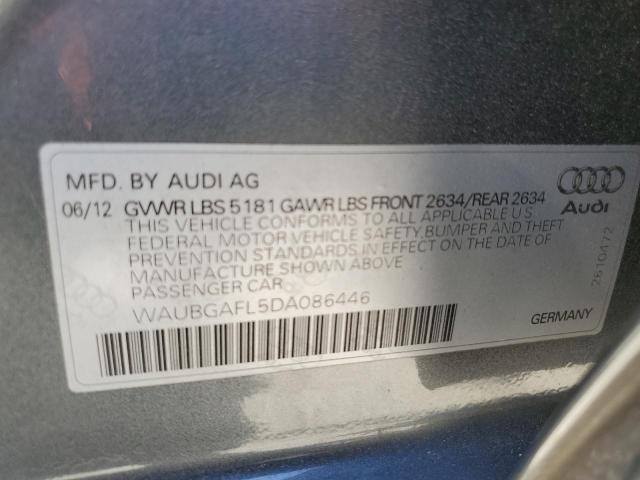 MFD. BY AUDI AG
06/12 GVWR LBS 5181 GAWR LBS FRONT 2634/REAR 2634
THIS VEHICLE CONFORMS TO ALL APPLICABLE U.S.
FEDERAL MOTOR VEHICLE SAFETY, BUMPER AND THEFT
PREVENTION STANDARDS IN EFFECT ON THE DATE OF
MANUFACTURE SHOWN ABOVE
PASSENGER CAR
WAUBGAFL5DA086446
GERMANY
Audi
2610472